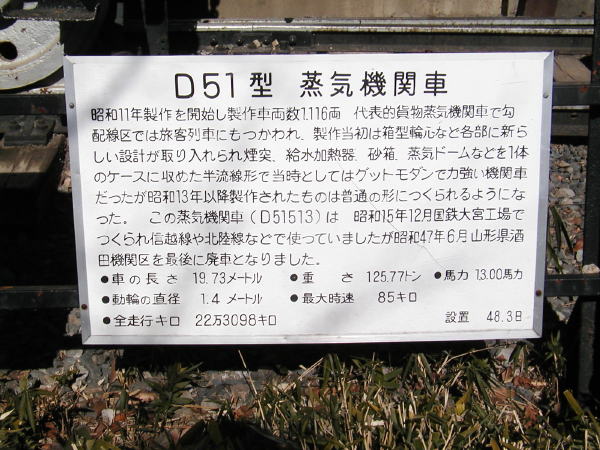 D51型 蒸気機関車
昭和11年製作を開始し製作車両数1,116両 代表的貨物蒸気機関車で勾
配線区では旅客列車にもつかわれ、製作当初は箱型輪心など各部に新ら
しい設計が取り入れられ煙突、給水加熱器、砂箱、蒸気ドームなどを1体
のケースに収めた半流線形で当時としてはグットモダンで力強い機関車
だったが昭和13年以降製作されたものは普通の形につくられるようにな
った。 この蒸気機関車(D51513)は 昭和15年12月国鉄大宮工場で
つくられ信越線や北陸線などで使っていましたが昭和47年6月山形県酒
田機関区を最後に廃車となりました。
●車の長さ 19.73メートル ●重さ 125.77トン ●馬力 1300馬力
●動輪の直径 1.4メートル ●最大時速 85キロ
●全走行キロ 22万3098キロ 設置 48.3日